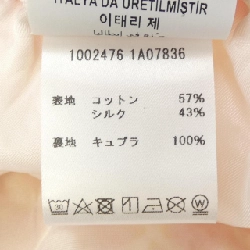 İTALYA'DA ÜRETİLMİŞTİR
이태리 제
1002476 1A07836
表地 コットン 57%
シルク 43%
裏地 キュプラ 100%